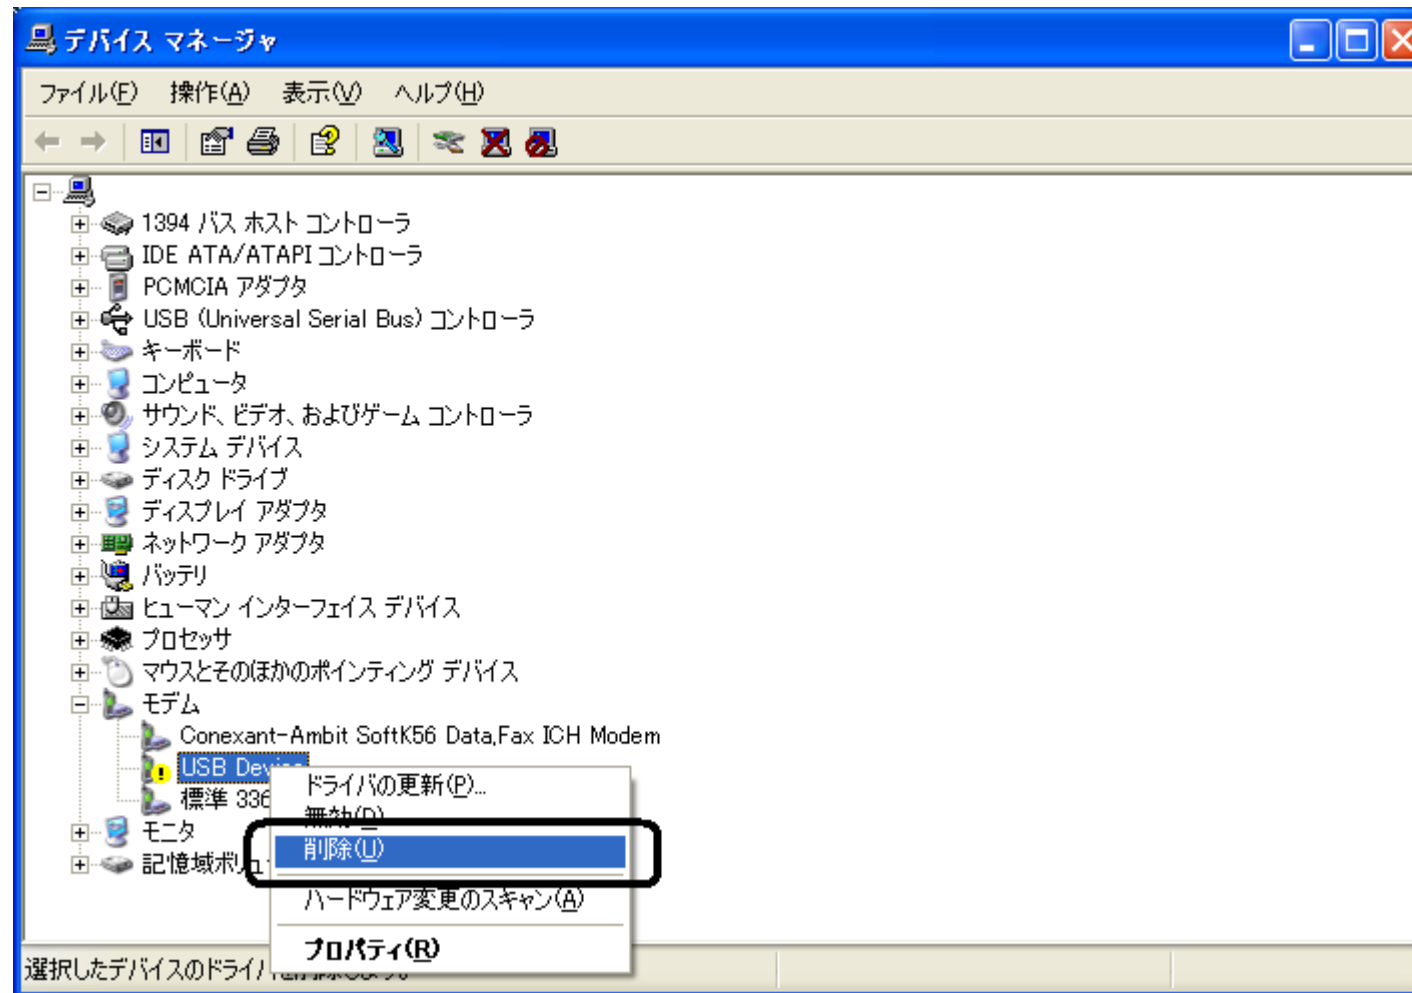 デバイス マネージャ
ファイル(F) 操作(A) 表示(V) ヘルプ(H)
1394 バス ホスト コントローラ
IDE ATA/ATAPI コントローラ
PCMCIA アダプタ
USB (Universal Serial Bus) コントローラ
キーボード
コンピュータ
サウンド、ビデオ、およびゲーム コントローラ
システム デバイス
ディスク ドライブ
ディスプレイ アダプタ
ネットワーク アダプタ
バッテリ
ヒューマン インターフェイス デバイス
プロセッサ
マウスとそのほかのポインティング デバイス
モデム
Conexant-Ambit SoftK56 Data,Fax ICH Modem
USB Device
標準 336
モニタ
記憶域ボリュ
ドライバの更新(P)...
無効(D)
削除(U)
ハードウェア変更のスキャン(A)
プロパティ(R)
選択したデバイスのドライバ